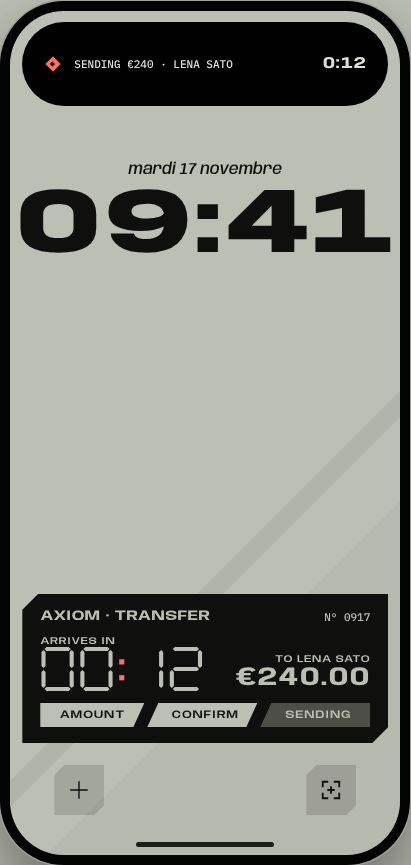 SENDING €240 · LENA SATO 0:12
mardi 17 novembre
09:41
AXIOM · TRANSFER Nº 0917
ARRIVES IN
00:12
TO LENA SATO
€240.00
AMOUNT CONFIRM SENDING